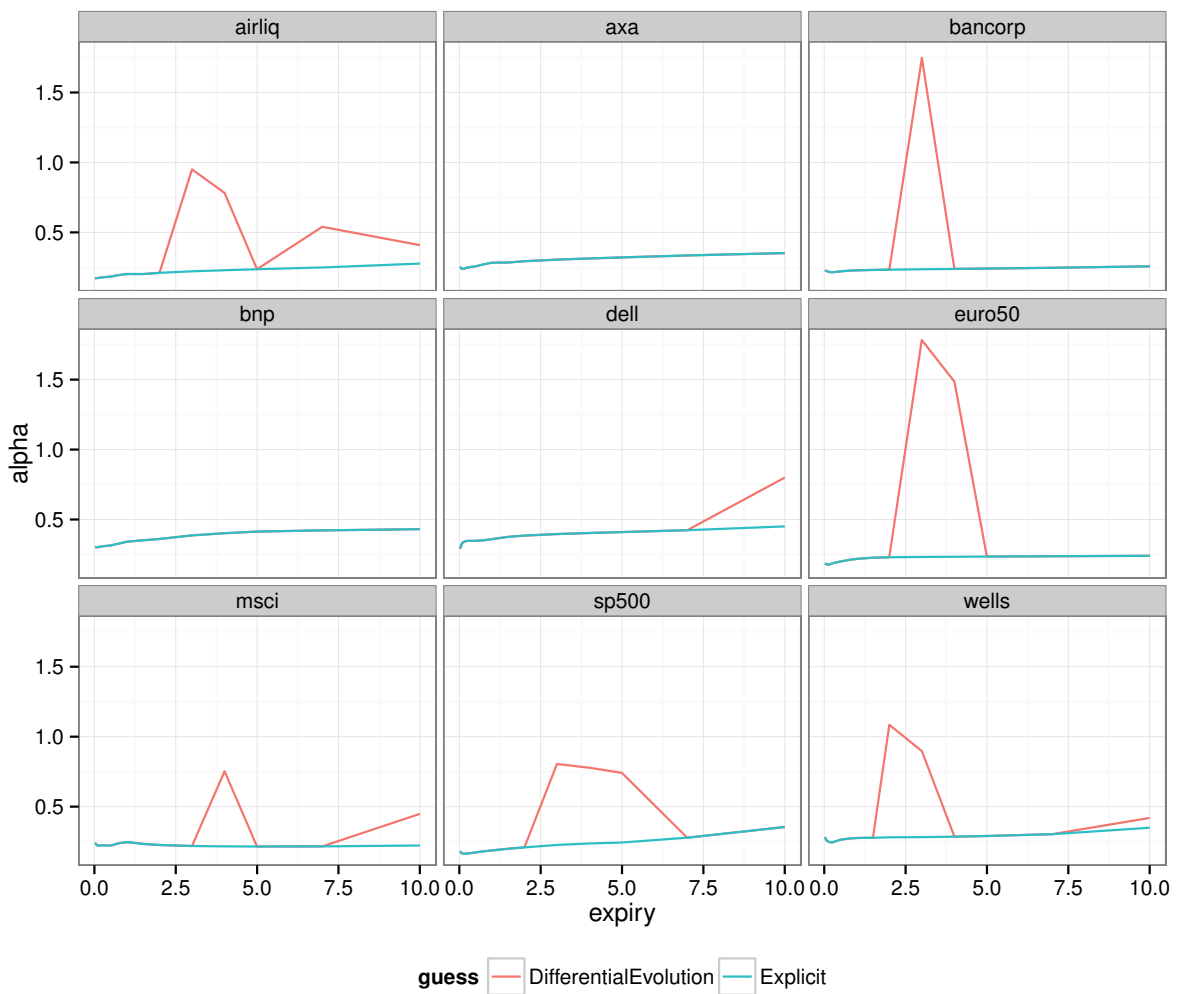 airliq axa bancorp
1.5
1.0
0.5
bnp dell euro50
1.5
1.0
0.5
alpha
msci sp500 wells
1.5
1.0
0.5
0.0 2.5 5.0 7.5 10.0 0.0 2.5 5.0 7.5 10.0 0.0 2.5 5.0 7.5 10.0
expiry
guess DifferentialEvolution Explicit